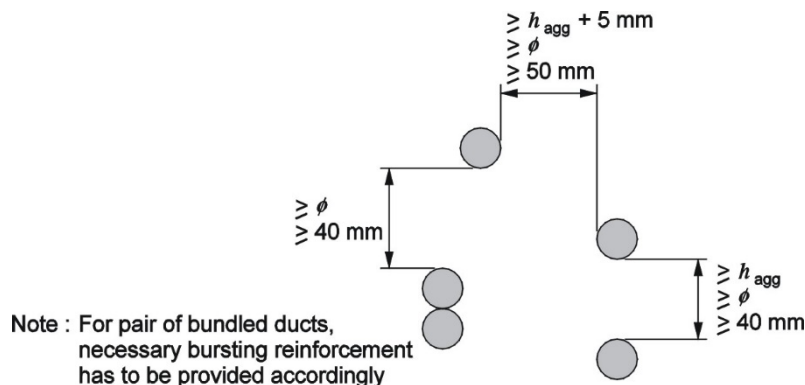 ≥ h agg + 5 mm
≥ ϕ
≥ 50 mm
≥ ϕ
≥ 40 mm
≥ h agg
≥ ϕ
≥ 40 mm
Note : For pair of bundled ducts,
necessary bursting reinforcement
has to be provided accordingly